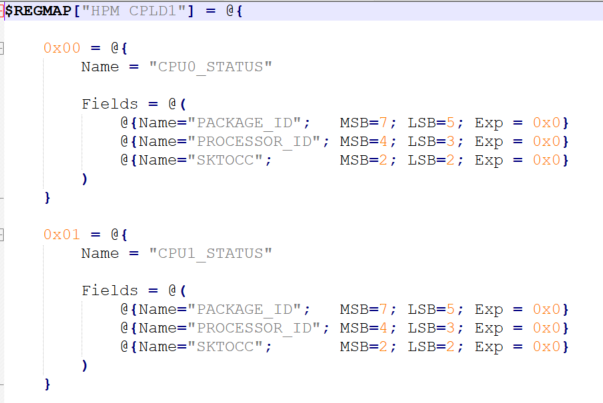 $REGMAP["HPM CPLD1"] = @{
0x00 = @{
Name = "CPU0_STATUS"
Fields = @(
@{Name="PACKAGE_ID";   MSB=7; LSB=5; Exp = 0x0}
@{Name="PROCESSOR_ID"; MSB=4; LSB=3; Exp = 0x0}
@{Name="SKTOCC";       MSB=2; LSB=2; Exp = 0x0}
)
}
0x01 = @{
Name = "CPU1_STATUS"
Fields = @(
@{Name="PACKAGE_ID";   MSB=7; LSB=5; Exp = 0x0}
@{Name="PROCESSOR_ID"; MSB=4; LSB=3; Exp = 0x0}
@{Name="SKTOCC";       MSB=2; LSB=2; Exp = 0x0}
)
}